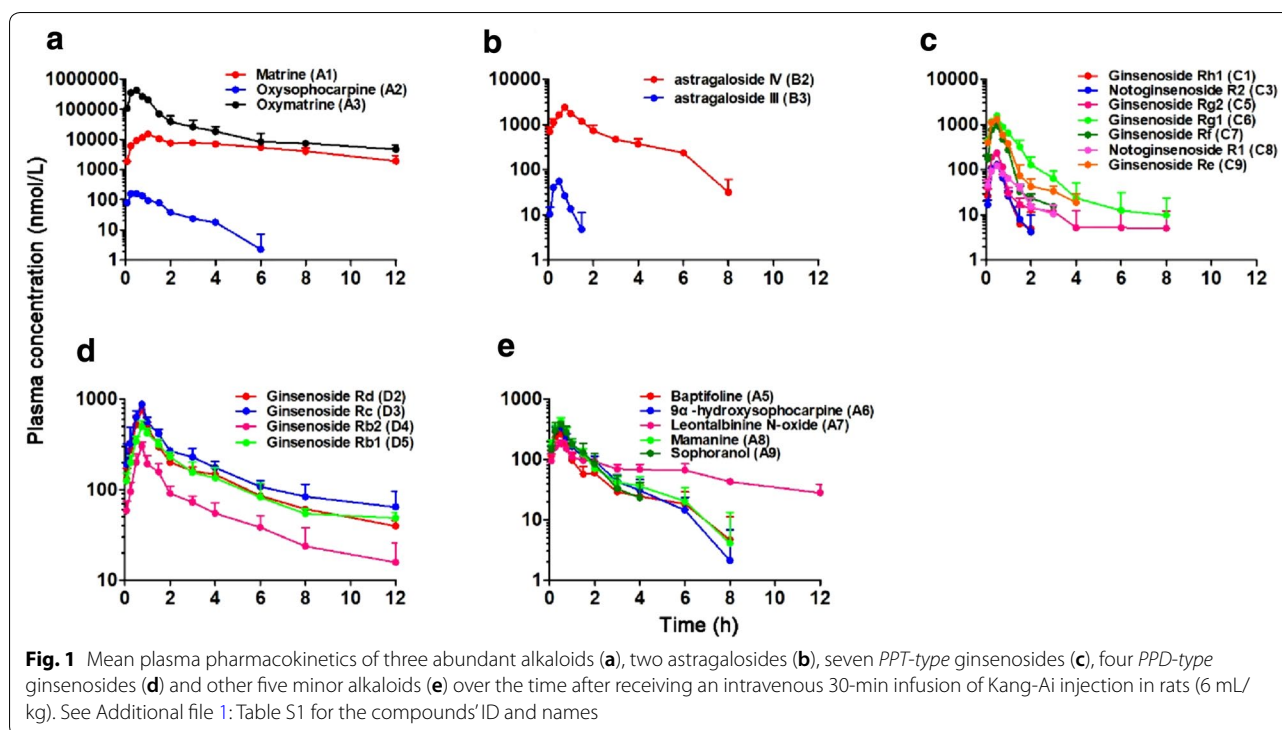 a
1000000
100000
10000
1000
100
10
1
0 2 4 6 8 10 12
Matrine (A1)
Oxysophocarpine (A2)
Oxymatrine (A3)
b
10000
1000
100
10
1
0 2 4 6 8 10 12
astragaloside IV (B2)
astragaloside III (B3)
c
10000
1000
100
10
1
0 2 4 6 8 10 12
Ginsenoside Rh1 (C1)
Notoginsenoside R2 (C3)
Ginsenoside Rg2 (C5)
Ginsenoside Rg1 (C6)
Ginsenoside Rf (C7)
Notoginsenoside R1 (C8)
Ginsenoside Re (C9)
Plasma concentration (nmol/L)
d
1000
100
10
0 2 4 6 8 10 12
Ginsenoside Rd (D2)
Ginsenoside Rc (D3)
Ginsenoside Rb2 (D4)
Ginsenoside Rb1 (D5)
e
1000
100
10
1
0 2 4 6 8 10 12
Baptifoline (A5)
9α -hydroxysophocarpine (A6)
Leontalbinine N-oxide (A7)
Mamanine (A8)
Sophoranol (A9)
Time (h)
Fig. 1 Mean plasma pharmacokinetics of three abundant alkaloids (a), two astragalosides (b), seven PPT-type ginsenosides (c), four PPD-type
ginsenosides (d) and other five minor alkaloids (e) over the time after receiving an intravenous 30-min infusion of Kang-Ai injection in rats (6 mL/
kg). See Additional file 1: Table S1 for the compounds' ID and names